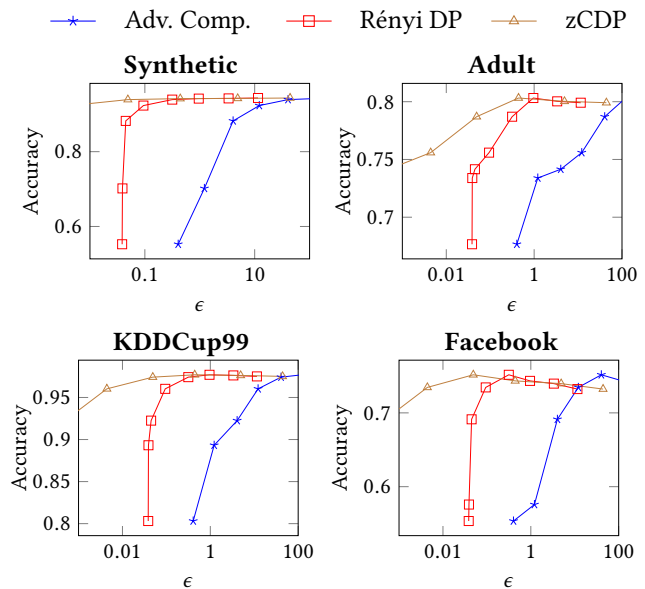 Adv. Comp. Rényi DP zCDP
Synthetic Adult
Accuracy
0.8
0.6
0.1 10
ϵ
Accuracy
0.8
0.75
0.7
0.01 1 100
ϵ
KDDCup99 Facebook
Accuracy
0.95
0.9
0.85
0.8
0.01 1 100
ϵ
Accuracy
0.7
0.6
0.01 1 100
ϵ